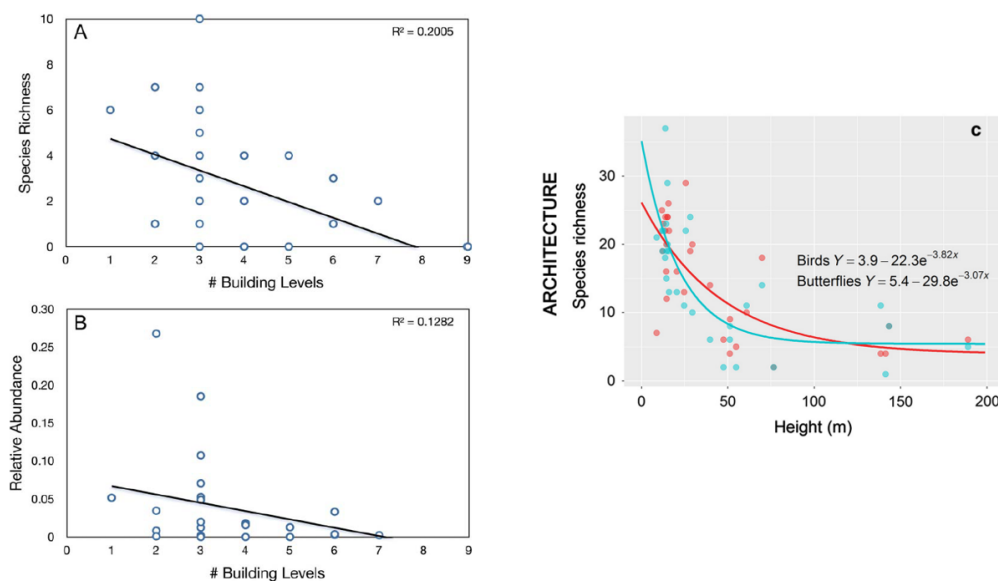 A
R² = 0.2005
Species Richness
10
8
6
4
2
0
0 1 2 3 4 5 6 7 8 9
# Building Levels
B
R² = 0.1282
Relative Abundance
0.30
0.25
0.20
0.15
0.10
0.05
0
0 1 2 3 4 5 6 7 8 9
# Building Levels
c
ARCHITECTURE
Species richness
30
20
10
0
Birds Y = 3.9 − 22.3e^−3.82x
Butterflies Y = 5.4 − 29.8e^−3.07x
0 50 100 150 200
Height (m)